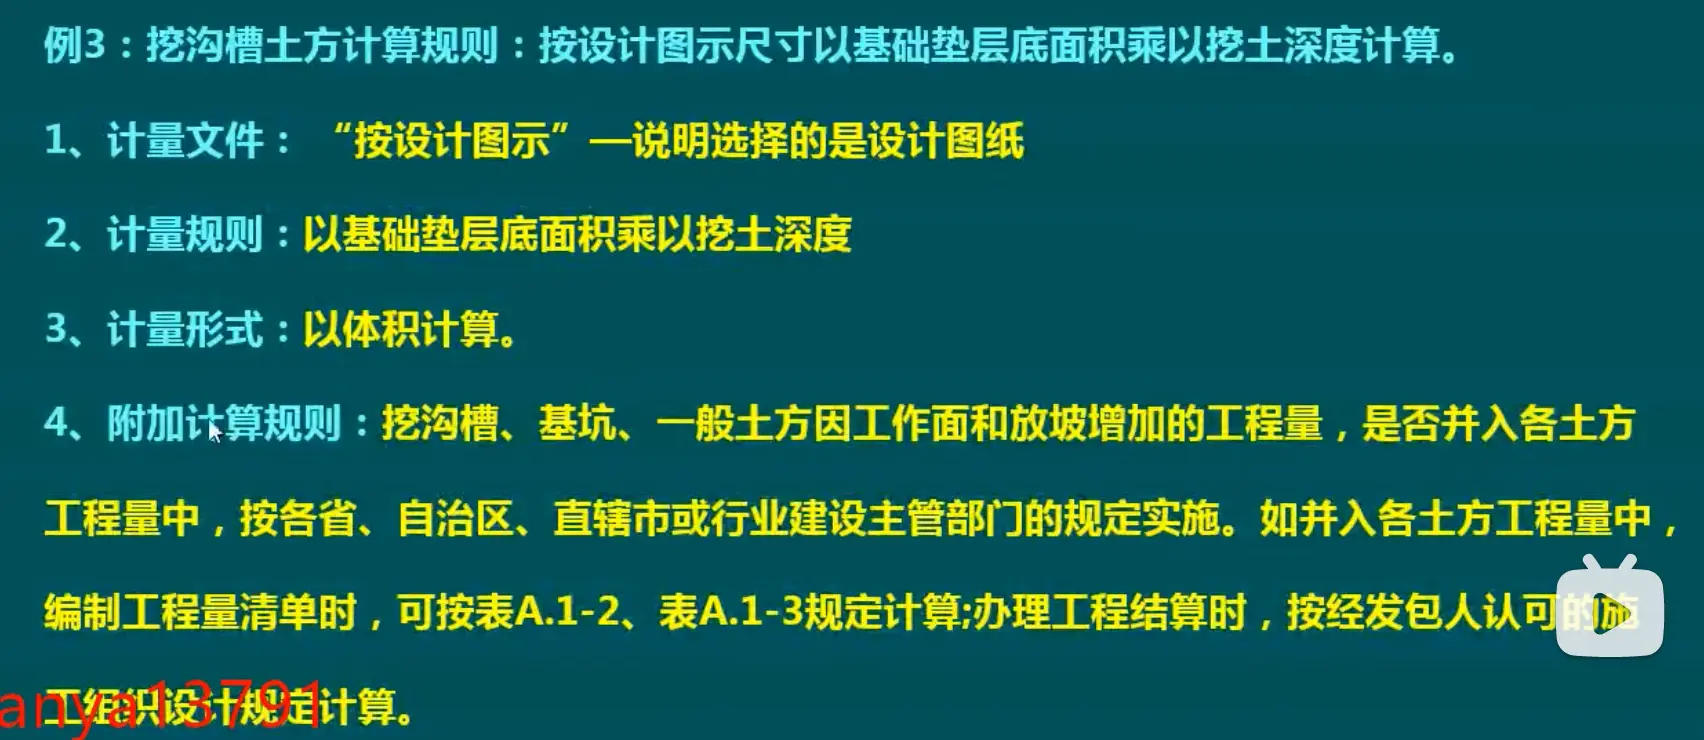 例3：挖沟槽土方计算规则：按设计图示尺寸以基础垫层底面积乘以挖土深度计算。
1、计量文件：“按设计图示”—说明选择的是设计图纸
2、计量规则：以基础垫层底面积乘以挖土深度
3、计量形式：以体积计算。
4、附加计算规则：挖沟槽、基坑、一般土方因工作面和放坡增加的工程量，是否并入各土方
工程量中，按各省、自治区、直辖市或行业建设主管部门的规定实施。如并入各土方工程量中，
编制工程量清单时，可按表A.1-2、表A.1-3规定计算;办理工程结算时，按经发包人认可的施
工组织设计规定计算。
anya13791